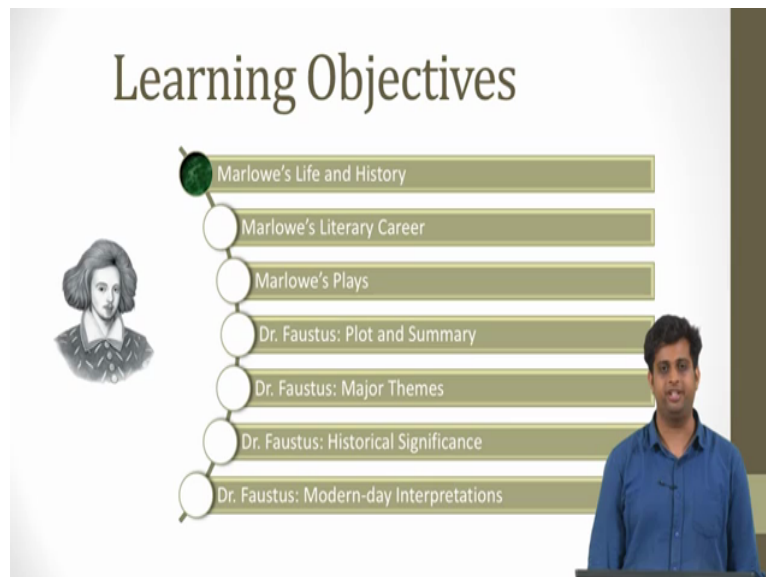 Learning Objectives
Marlowe's Life and History
Marlowe's Literary Career
Marlowe's Plays
Dr. Faustus: Plot and Summary
Dr. Faustus: Major Themes
Dr. Faustus: Historical Significance
Dr. Faustus: Modern-day Interpretations